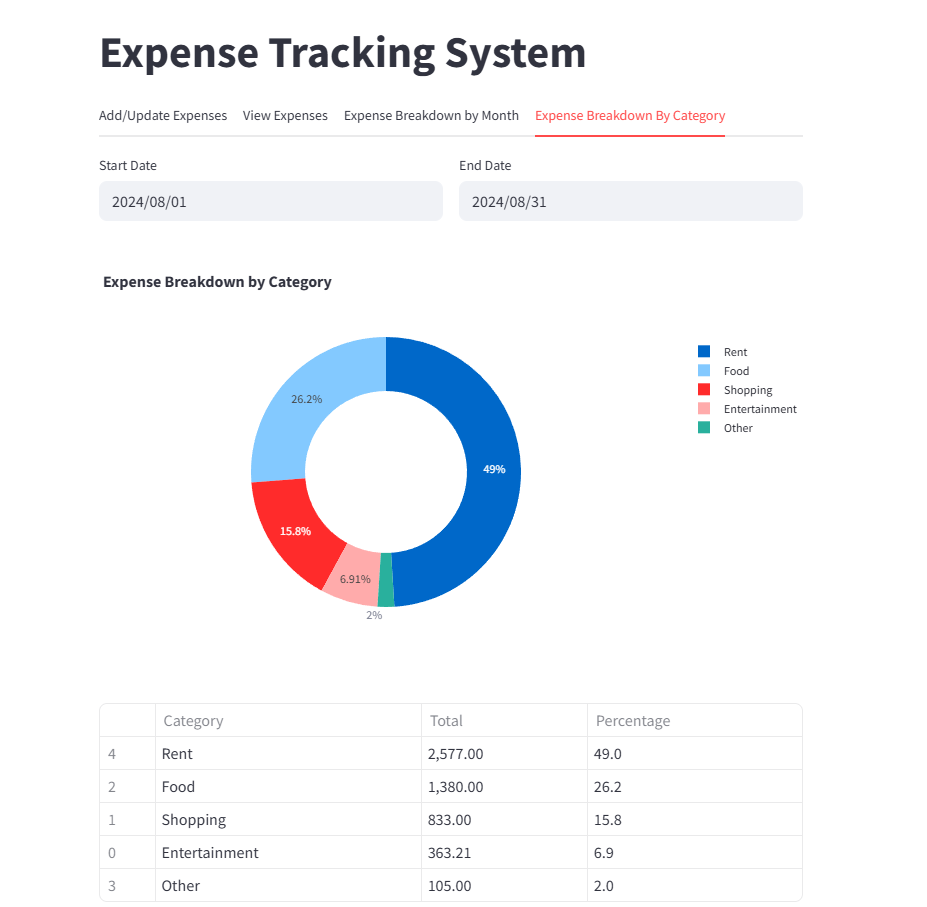 Expense Tracking System
Add/Update Expenses View Expenses Expense Breakdown by Month Expense Breakdown By Category
Start Date End Date
2024/08/01 2024/08/31
Expense Breakdown by Category
Rent
Food
Shopping
Entertainment
Other
26.2%
49%
15.8%
6.91%
2%
Category Total Percentage
4 Rent 2,577.00 49.0
2 Food 1,380.00 26.2
1 Shopping 833.00 15.8
0 Entertainment 363.21 6.9
3 Other 105.00 2.0